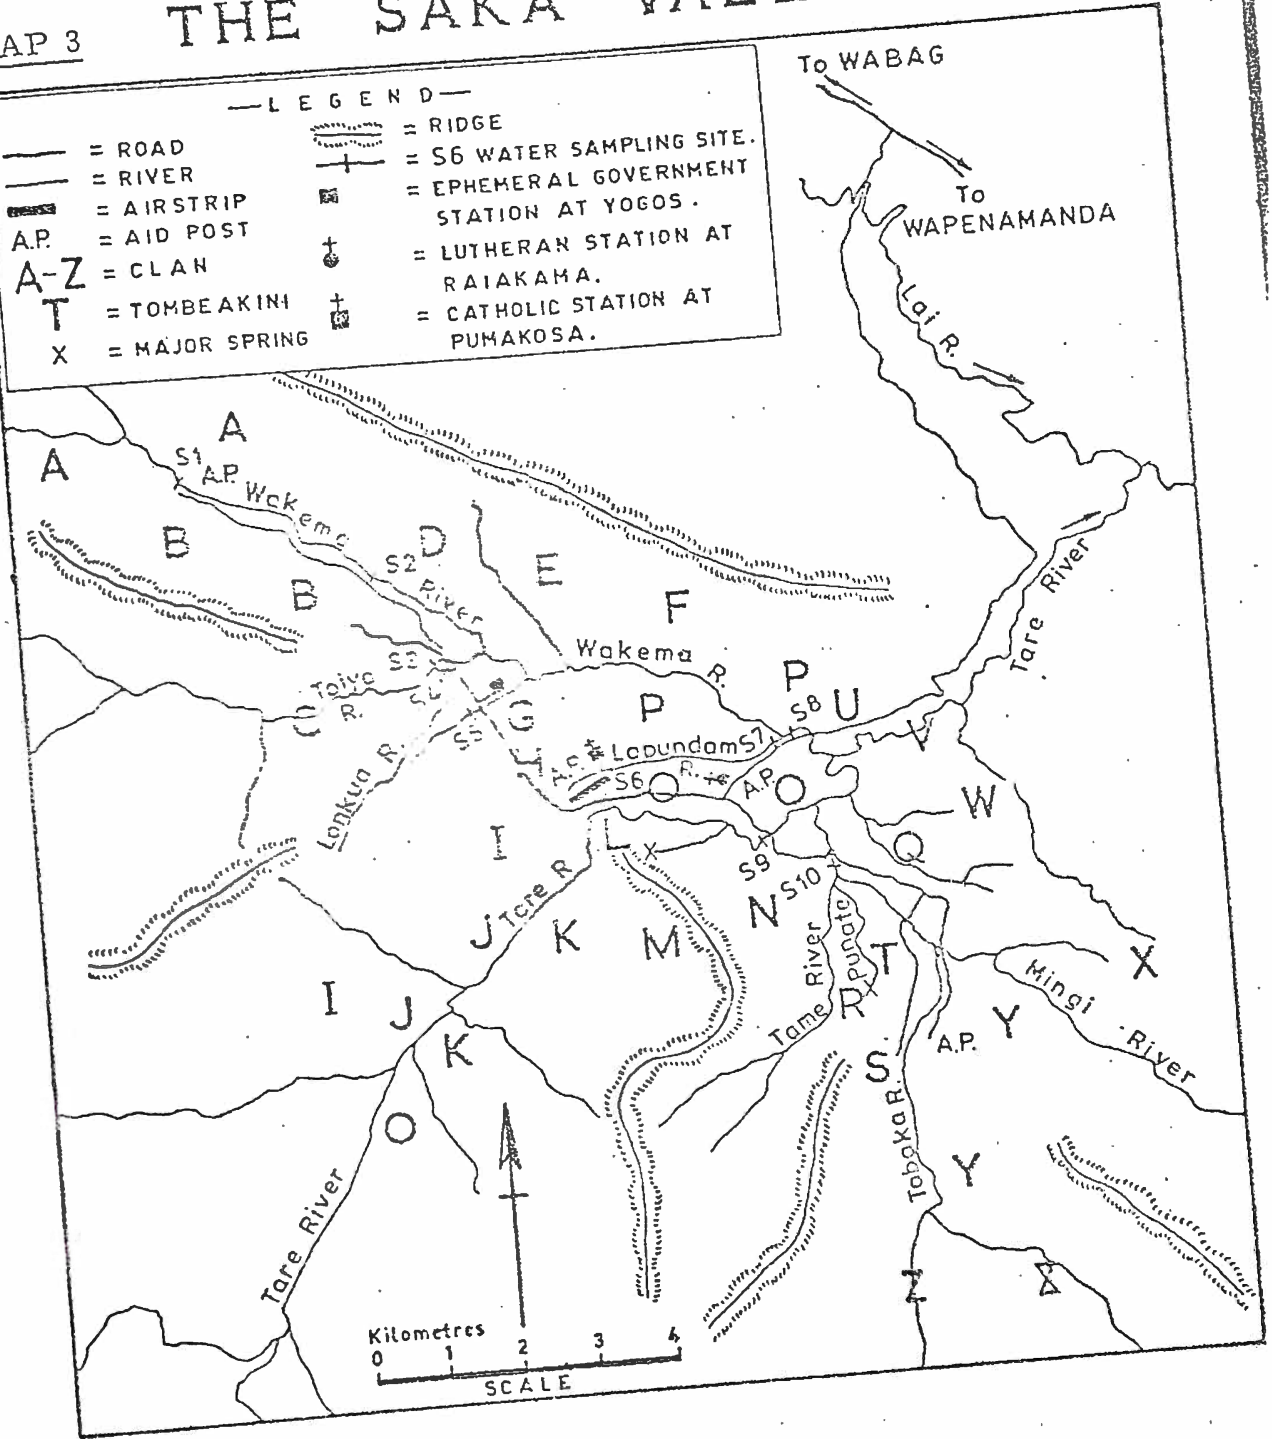 AP 3
THE SAKA
— L E G E N D —
= ROAD
= RIVER
= AIRSTRIP
A.P. = AID POST
A-Z = CLAN
T = TOMBEAKINI
X = MAJOR SPRING
= RIDGE
= S6 WATER SAMPLING SITE.
= EPHEMERAL GOVERNMENT
STATION AT YOGOS.
= LUTHERAN STATION AT
RAIAKAMA.
= CATHOLIC STATION AT
PUMAKOSA.
To WABAG
To
WAPENAMANDA
Lai R.
A
A
S1
A.P.
Wakema
B
D
S2
River
E
B
F
Wakema R.
S3
Toiya
R.
C
S4
S5
G
P
P
U
S8
Tare River
V
H
A.P.
Lapundam
S7
R.
S6
Q
A.P.
O
W
Lonkua R.
I
L
X
S9
S10
Q
N
J
Tare R.
K
M
River
Punate
T
X
Mingi River
X
R
I
J
Tame
Y
K
A.P.
S
O
Taboka R.
Y
Tare River
Z
Kilometres
0 1 2 3 4
SCALE